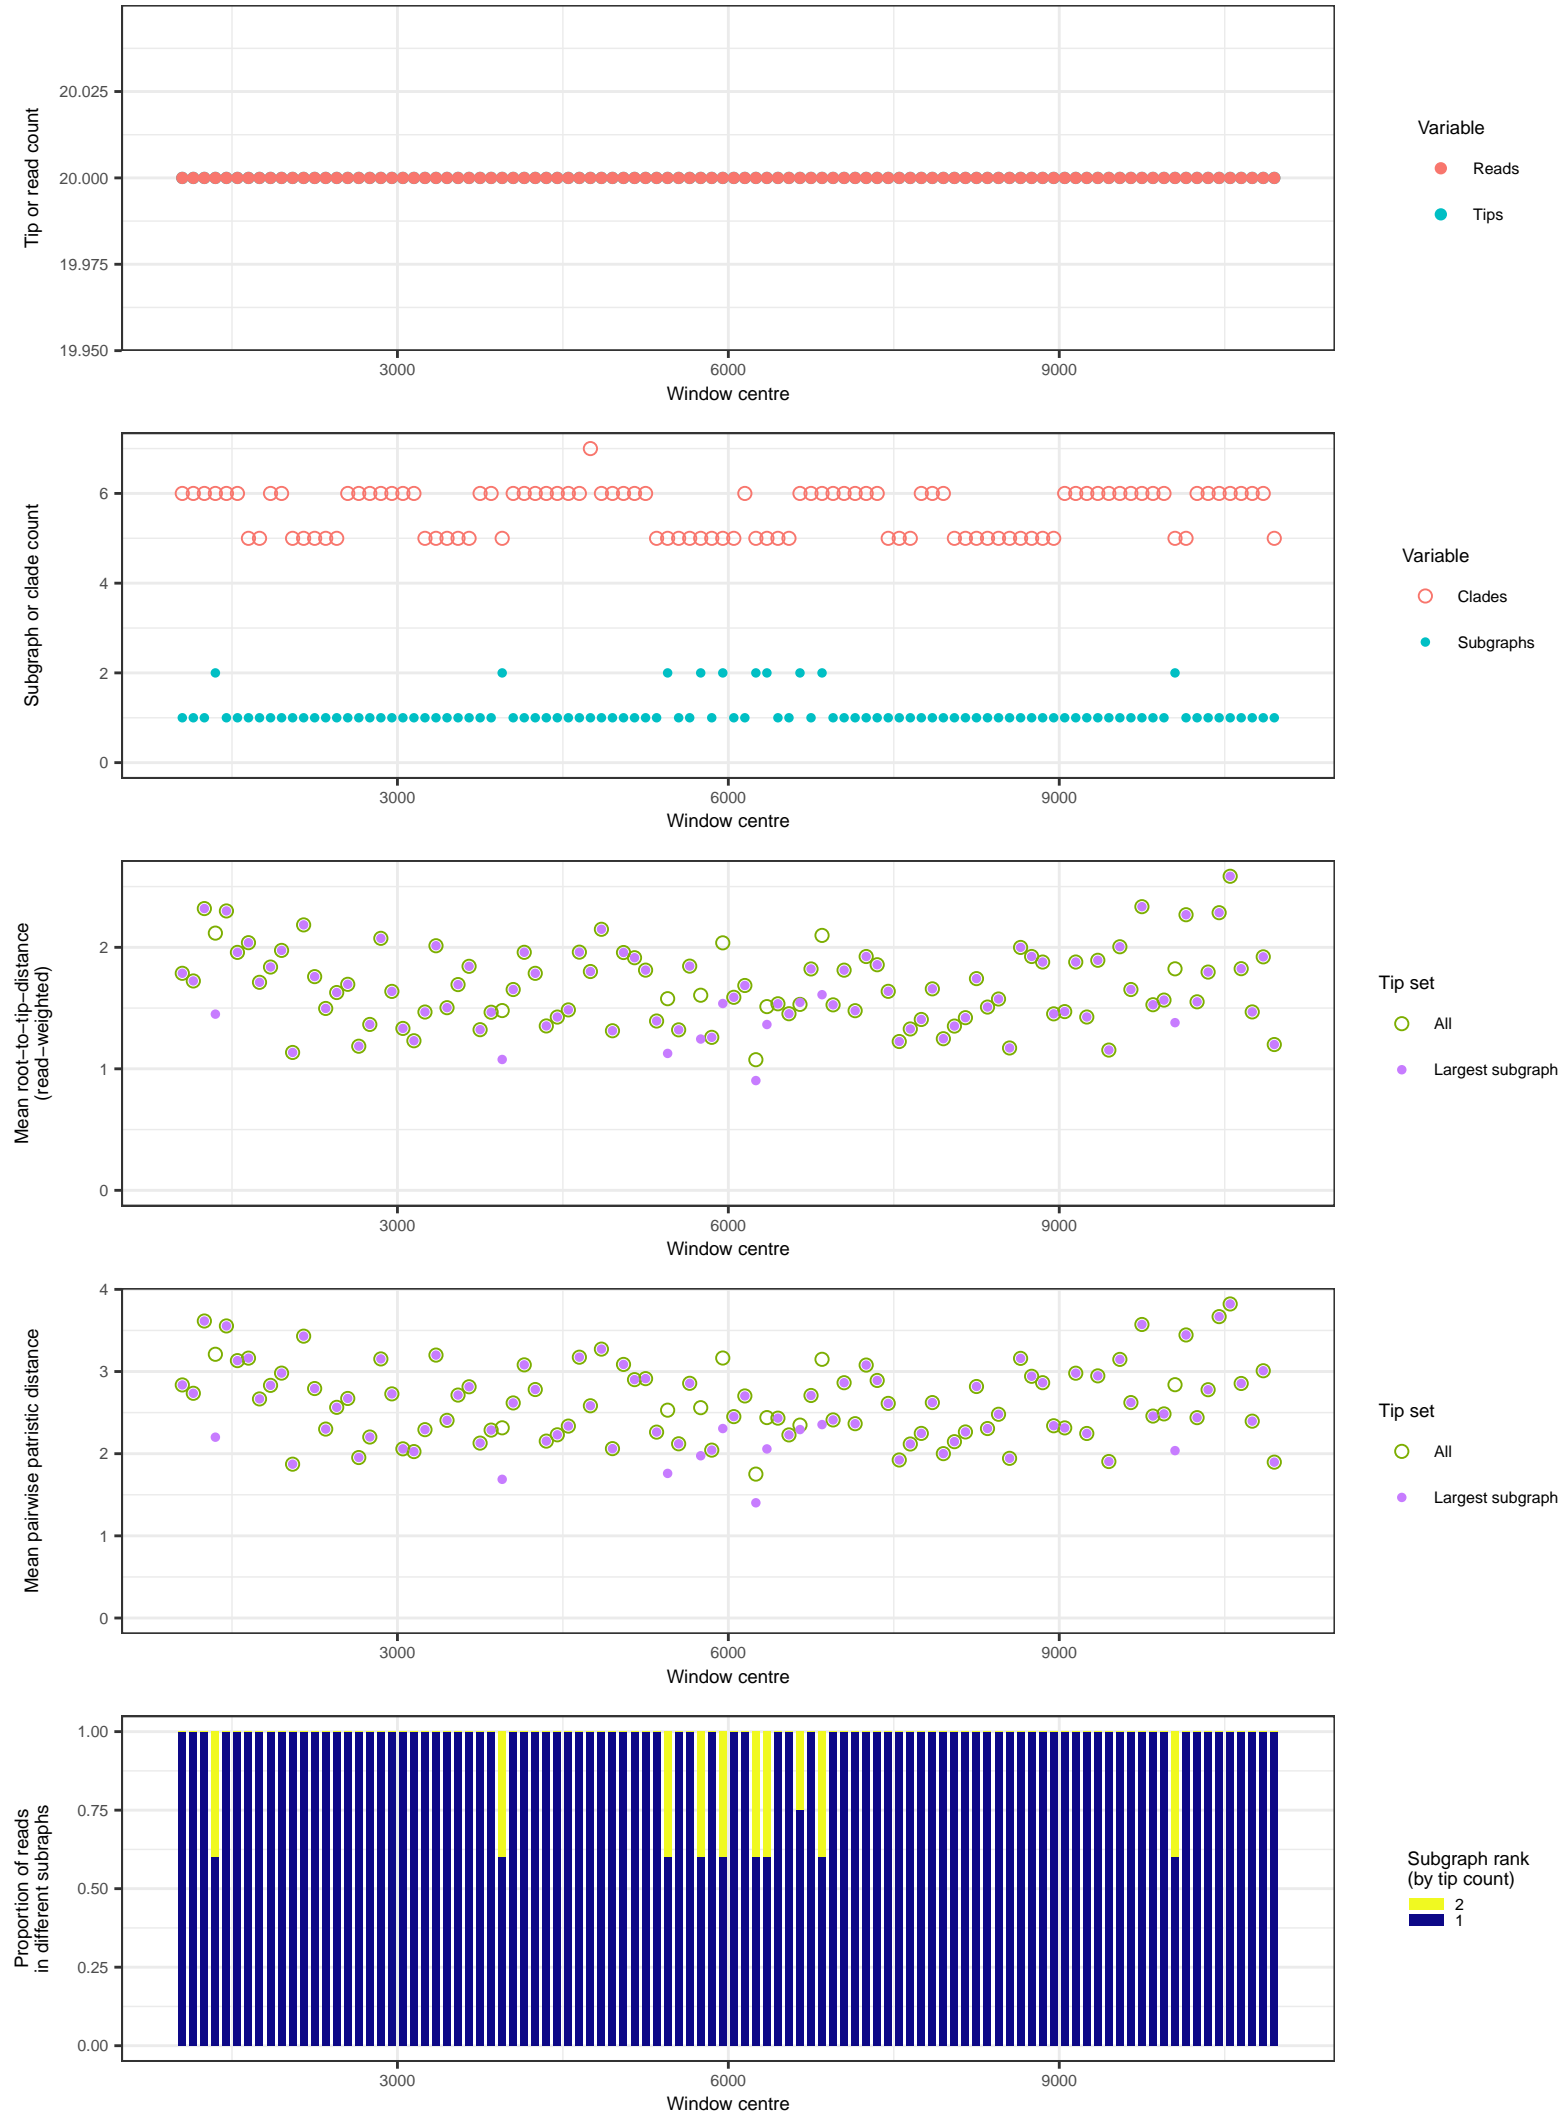 20.025
20.000
19.975
19.950
Tip or read count
3000 6000 9000
Window centre
Variable
Reads
Tips
6
4
2
0
Subgraph or clade count
3000 6000 9000
Window centre
Variable
Clades
Subgraphs
2
1
0
Mean root−to−tip−distance
(read−weighted)
3000 6000 9000
Window centre
Tip set
All
Largest subgraph
4
3
2
1
0
Mean pairwise patristic distance
3000 6000 9000
Window centre
Tip set
All
Largest subgraph
1.00
0.75
0.50
0.25
0.00
Proportion of reads
in different subraphs
3000 6000 9000
Window centre
Subgraph rank
(by tip count)
2
1